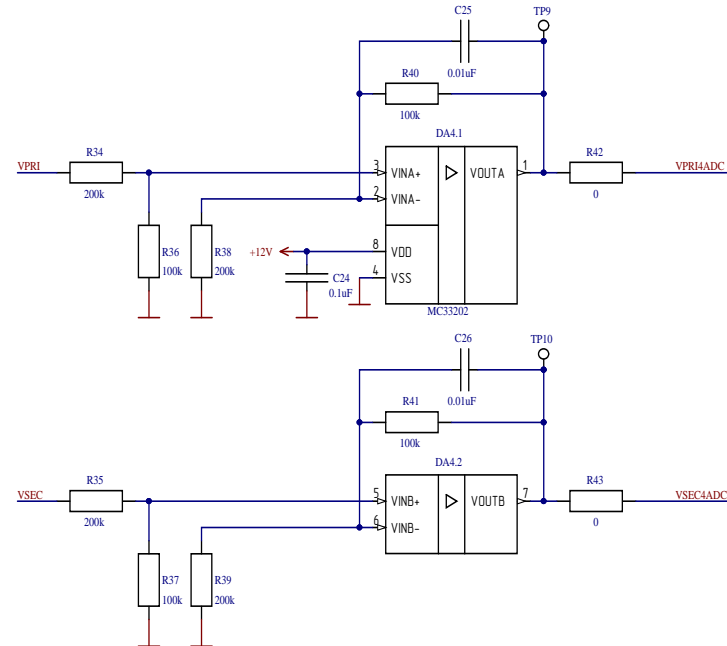 C25
TP9
0.01uF
R40
100k
DA4.1
VPRI
R34
200k
3
VINA+
2
VINA-
VOUTA
1
R42
0
VPRI4ADC
R36
100k
R38
200k
+12V
8
VDD
4
VSS
C24
0.1uF
MC33202
C26
TP10
0.01uF
R41
100k
DA4.2
VSEC
R35
200k
5
VINB+
6
VINB-
VOUTB
7
R43
0
VSEC4ADC
R37
100k
R39
200k